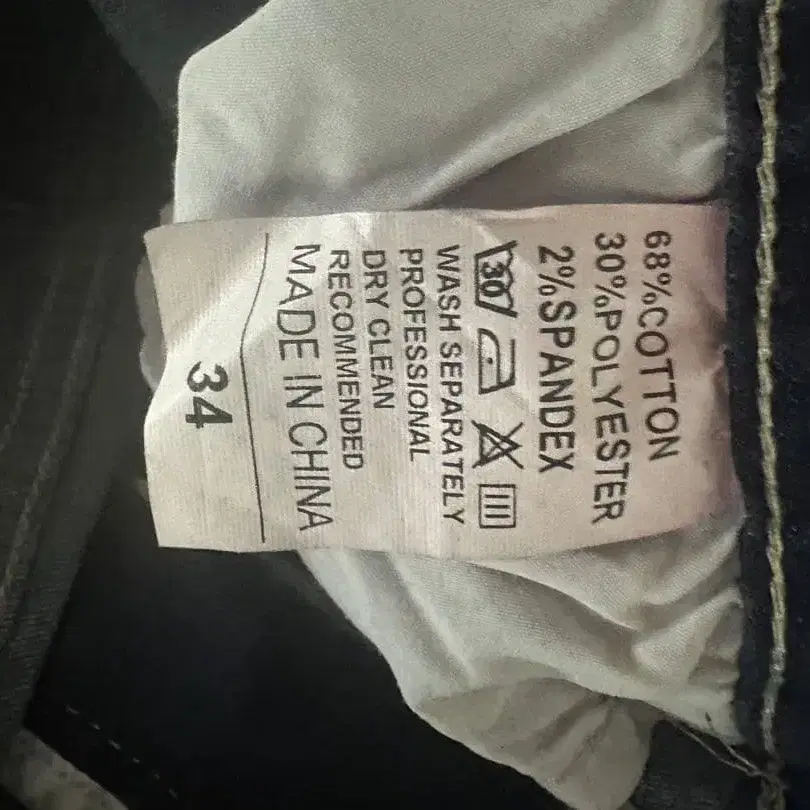 68%COTTON
30%POLYESTER
2%SPANDEX
30
WASH SEPARATELY
PROFESSIONAL
DRY CLEAN
RECOMMENDED
MADE IN CHINA
34